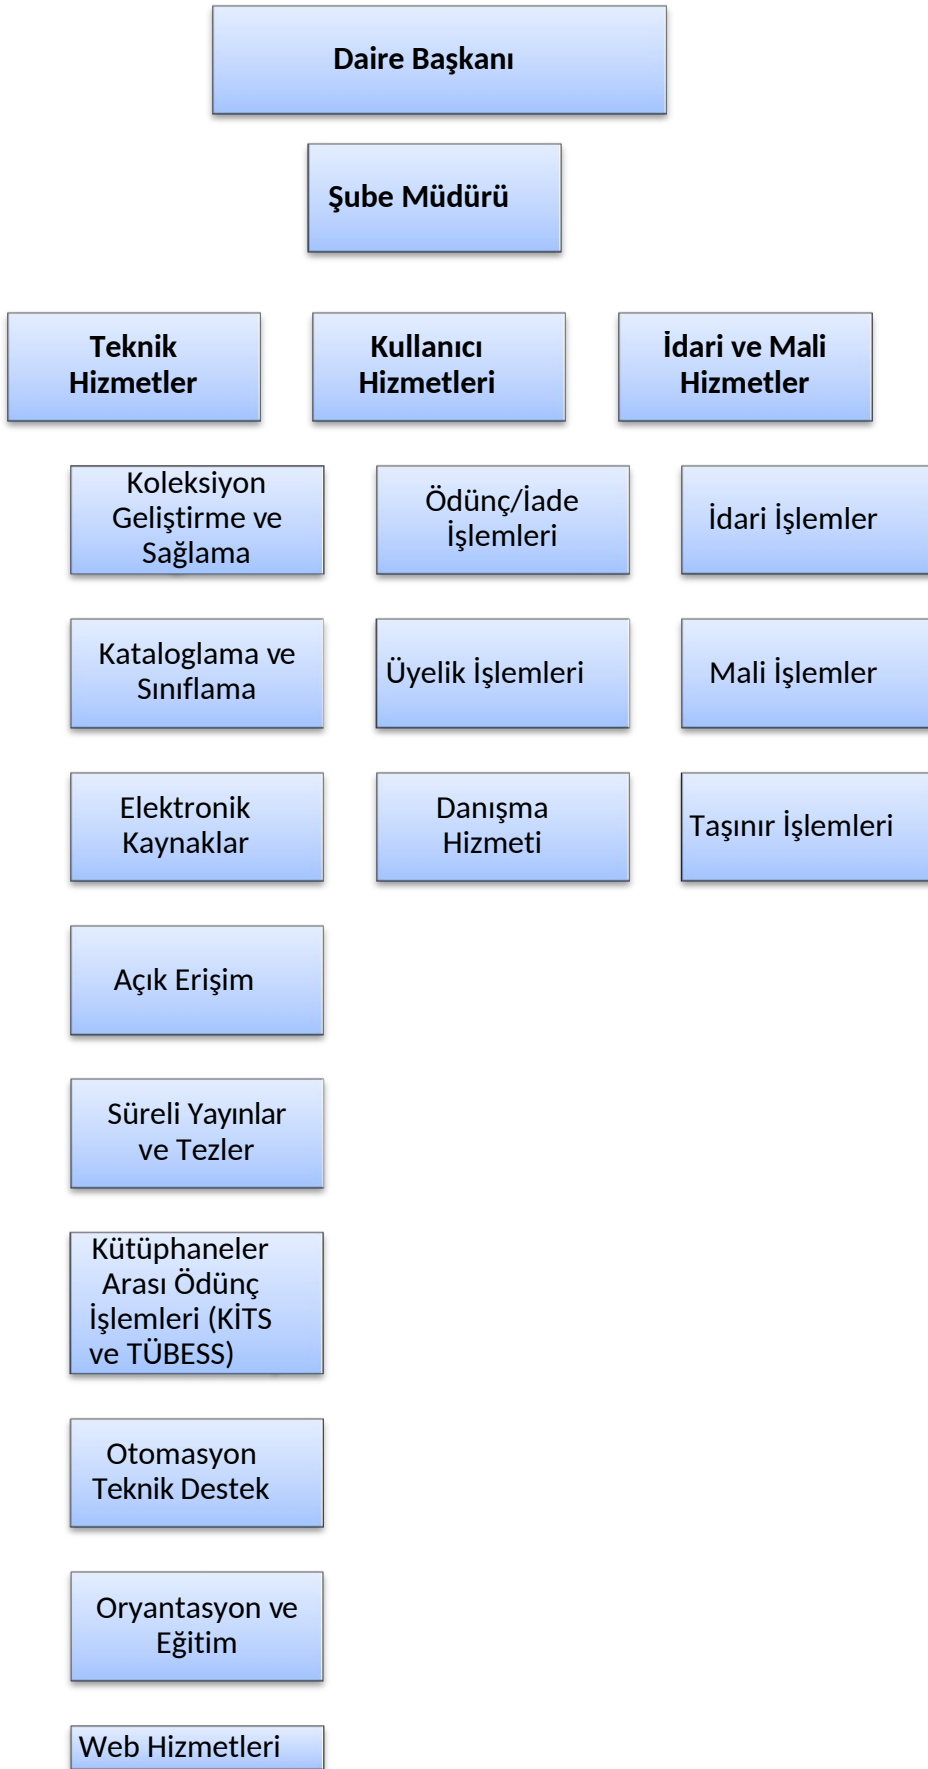 Daire Başkanı
Şube Müdürü
Teknik
Hizmetler
Kullanıcı
Hizmetleri
İdari ve Mali
Hizmetler
Koleksiyon
Geliştirme ve
Sağlama
Ödünç/İade
İşlemleri
İdari İşlemler
Kataloglama ve
Sınıflama
Üyelik İşlemleri
Mali İşlemler
Elektronik
Kaynaklar
Danışma
Hizmeti
Taşınır İşlemleri
Açık Erişim
Süreli Yayınlar
ve Tezler
Kütüphaneler
Arası Ödünç
İşlemleri (KİTS
ve TÜBESS)
Otomasyon
Teknik Destek
Oryantasyon ve
Eğitim
Web Hizmetleri